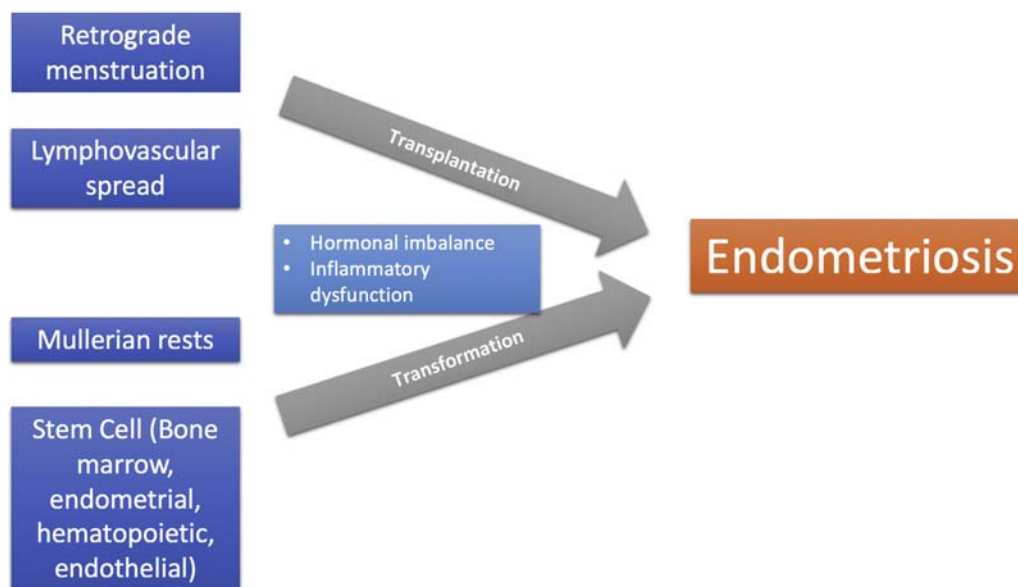 Retrograde
menstruation
Lymphovascular
spread
Transplantation
• Hormonal imbalance
• Inflammatory
dysfunction
Endometriosis
Mullerian rests
Transformation
Stem Cell (Bone
marrow,
endometrial,
hematopoietic,
endothelial)